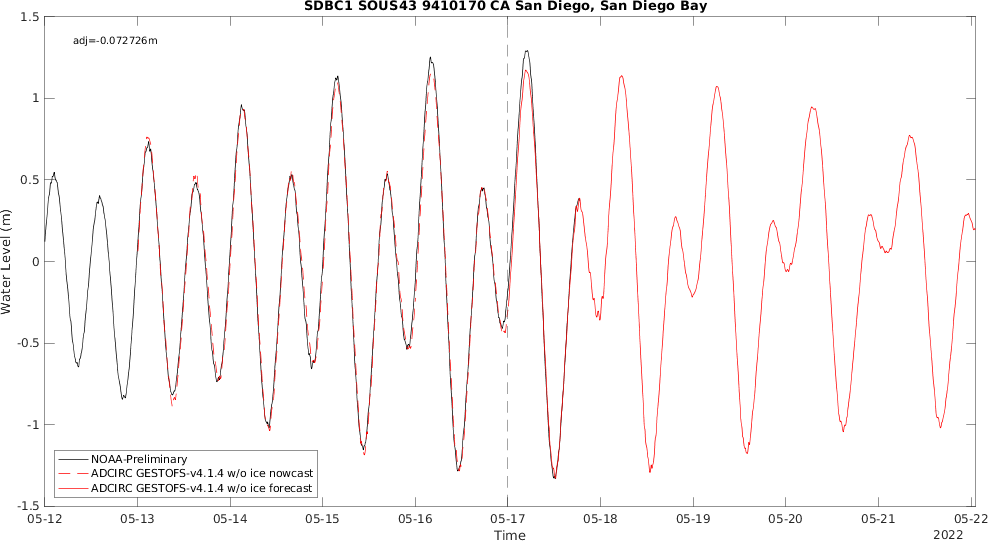 SDBC1 SOUS43 9410170 CA San Diego, San Diego Bay
adj=-0.072726m
1.5
1
0.5
0
-0.5
-1
-1.5
Water Level (m)
NOAA-Preliminary
ADCIRC GESTOFS-v4.1.4 w/o ice nowcast
ADCIRC GESTOFS-v4.1.4 w/o ice forecast
05-12 05-13 05-14 05-15 05-16 05-17 05-18 05-19 05-20 05-21 05-22
Time
2022